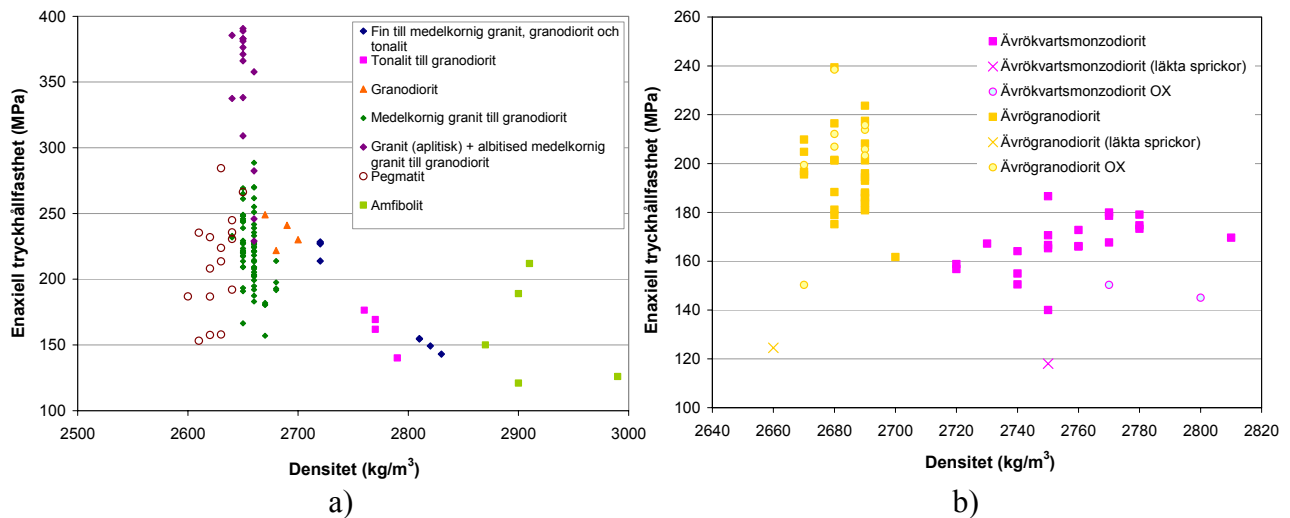 400
350
300
250
200
150
100
Enaxiell tryckhållfasthet (MPa)
2500 2600 2700 2800 2900 3000
Densitet (kg/m³)
Fin till medelkornig granit, granodiorit och
tonalit
Tonalit till granodiorit
Granodiorit
Medelkornig granit till granodiorit
Granit (aplitisk) + albitised medelkornig
granit till granodiorit
Pegmatit
Amfibolit
a)
260
240
220
200
180
160
140
120
100
Enaxiell tryckhållfasthet (MPa)
2640 2660 2680 2700 2720 2740 2760 2780 2800 2820
Densitet (kg/m³)
Ävrökvartsmonzodiorit
Ävrökvartsmonzodiorit (läkta sprickor)
Ävrökvartsmonzodiorit OX
Ävrögranodiorit
Ävrögranodiorit (läkta sprickor)
Ävrögranodiorit OX
b)